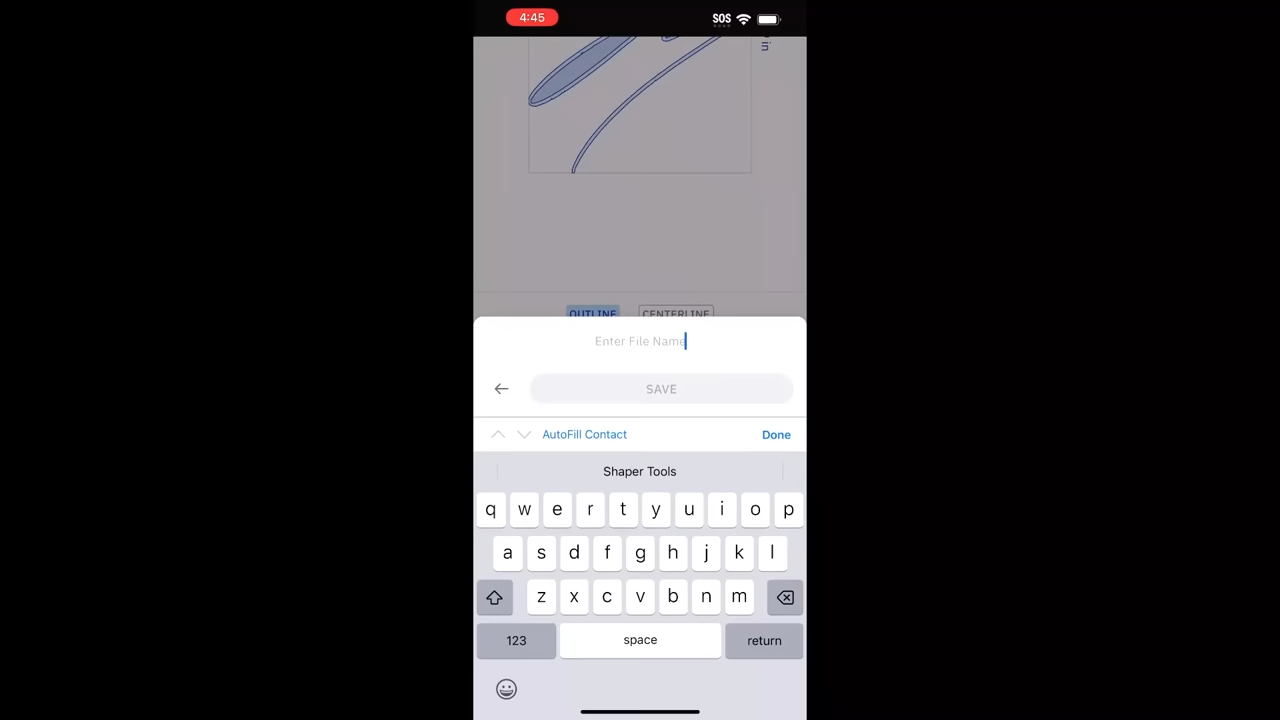 4:45
SOS
OUTLINE CENTERLINE
Enter File Name
SAVE
AutoFill Contact Done
Shaper Tools
q w e r t y u i o p
a s d f g h j k l
z x c v b n m
123 space return